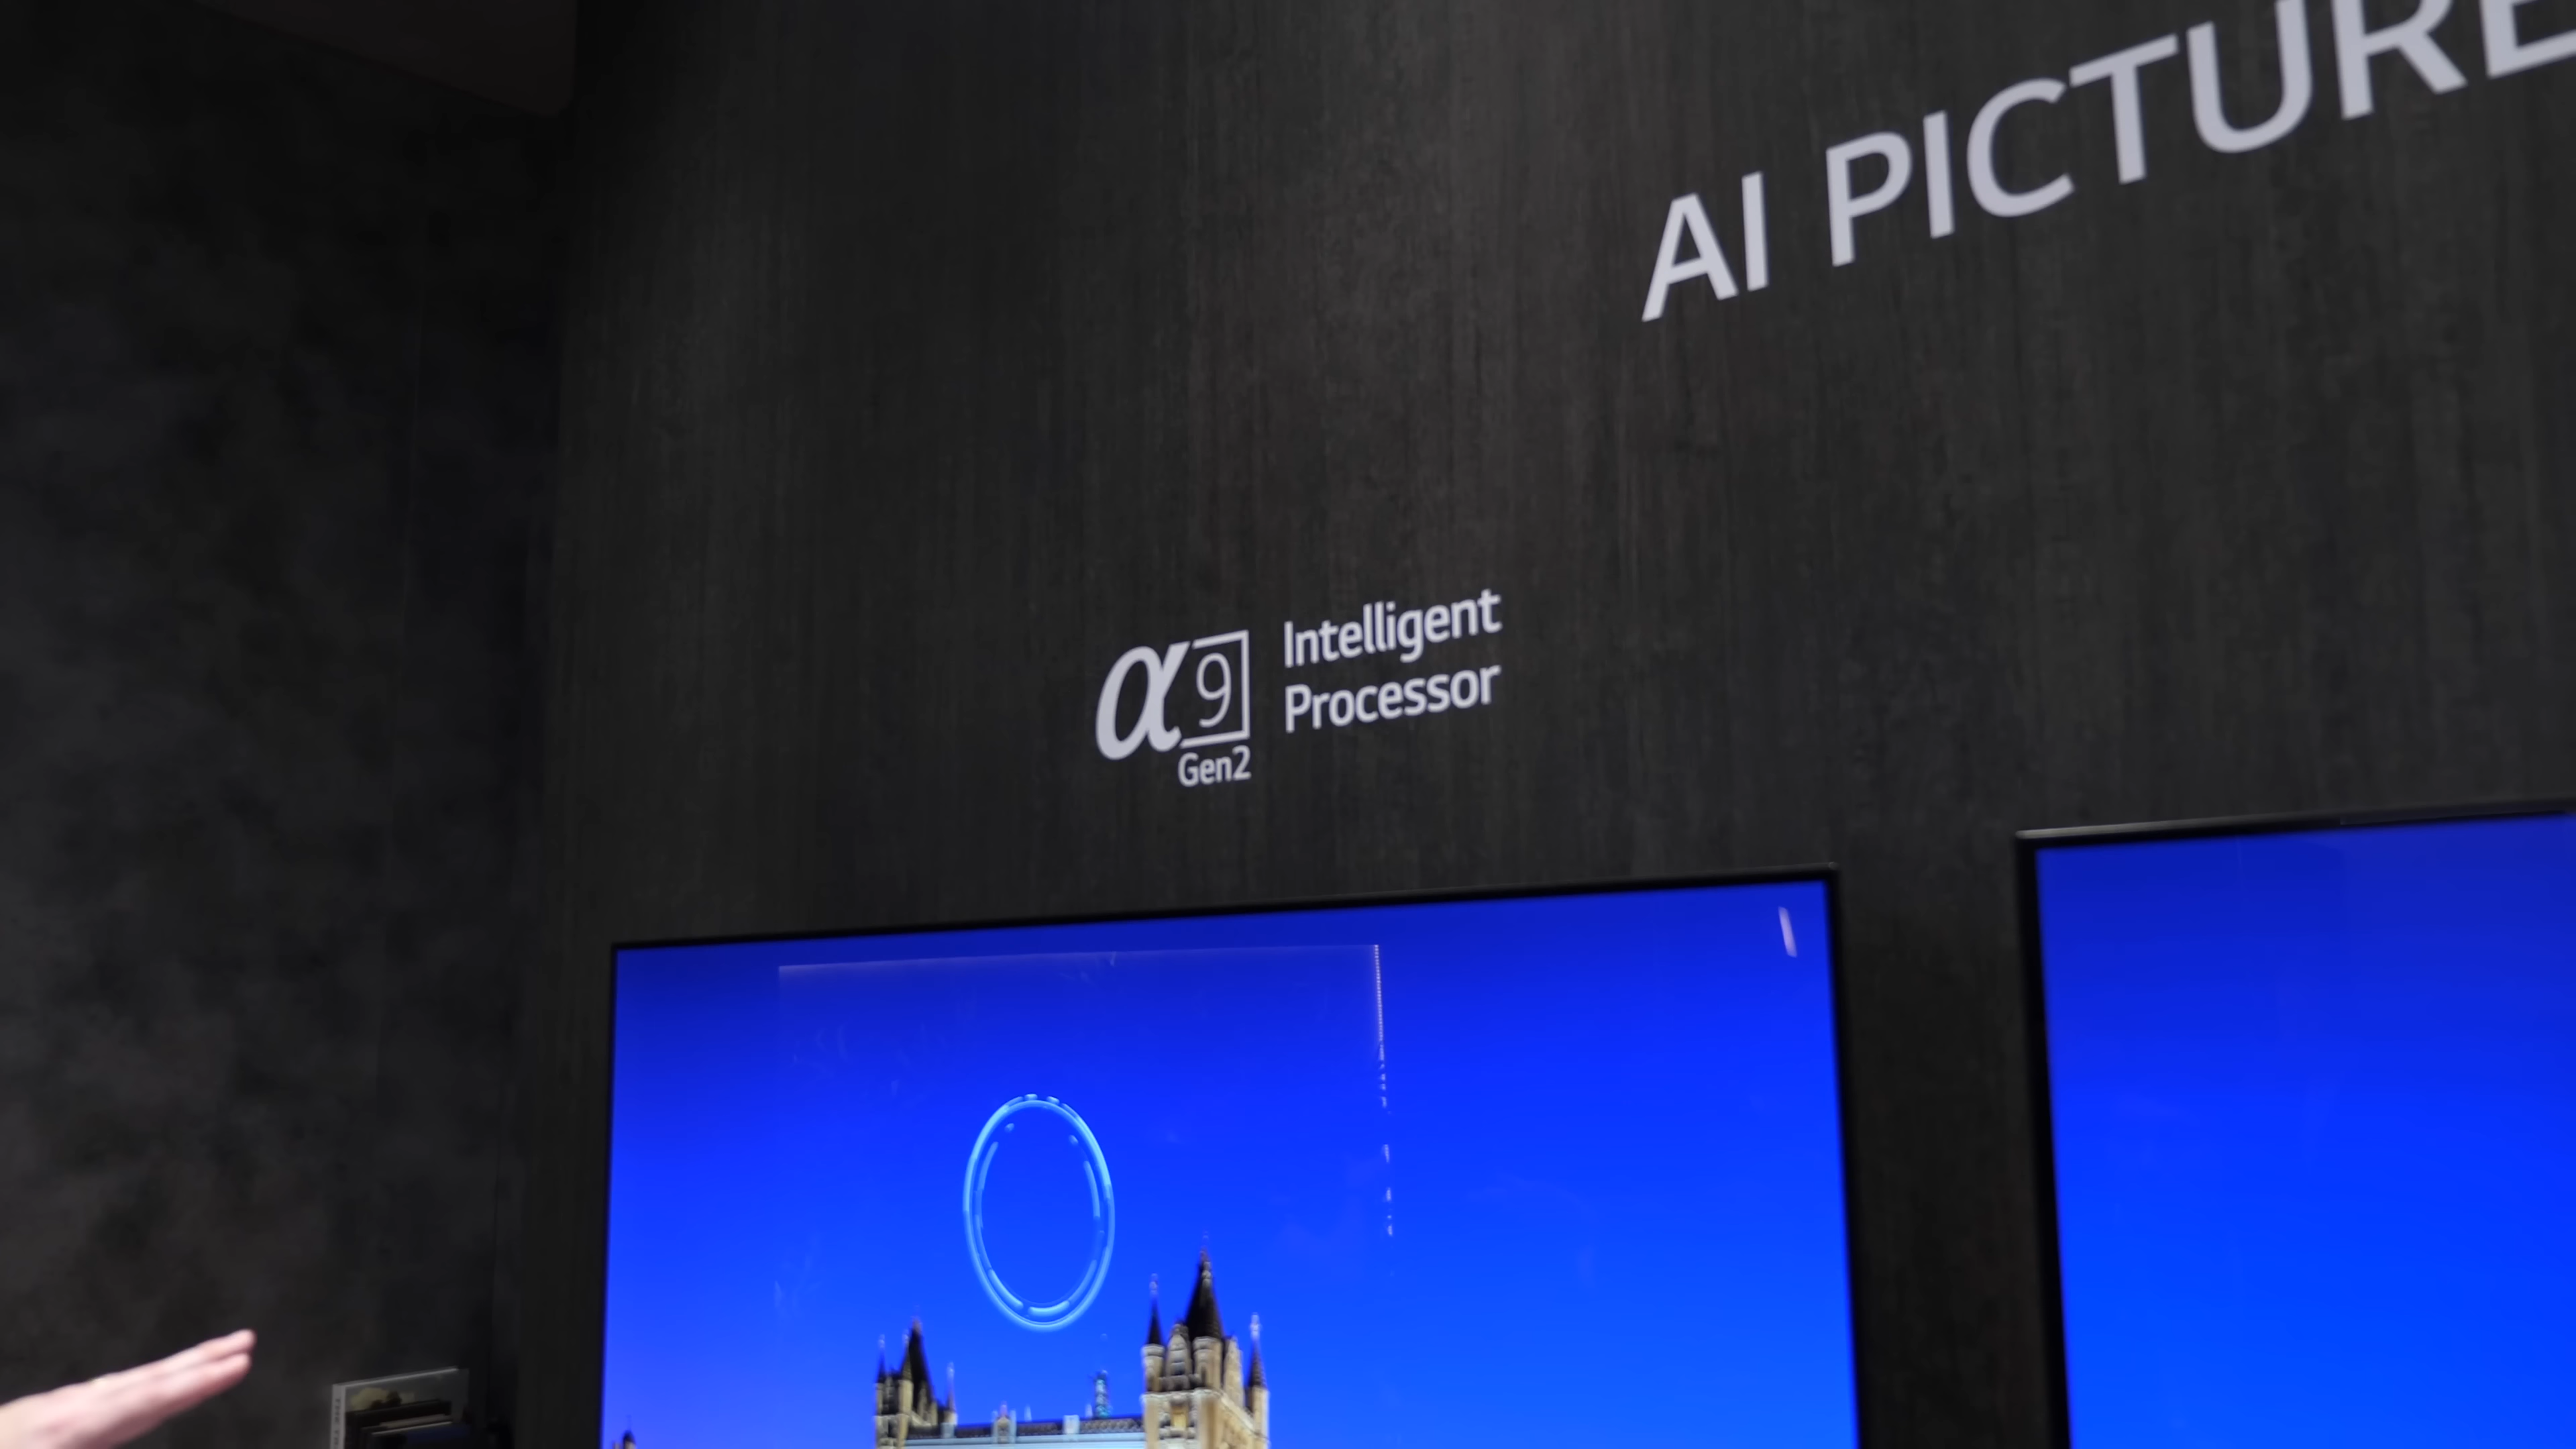 AI PICTURE
α9
Gen2
Intelligent
Processor